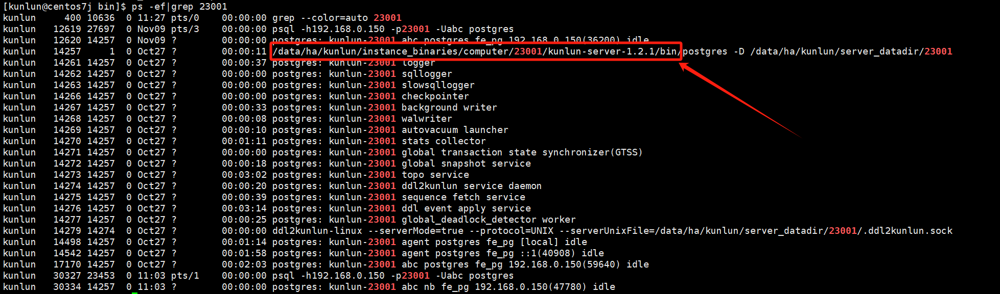 [kunlun@centos7j bin]$ ps -ef|grep 23001
kunlun     400 10636  0 11:27 pts/0    00:00:00 grep --color=auto 23001
kunlun   12619 27697  0 Nov09 pts/3    00:00:00 psql -h192.168.0.150 -p23001 -Uabc postgres
kunlun   12620 14257  0 Nov09 ?        00:00:00 postgres: kunlun-23001 abc postgres fe_pg 192.168.0.150(36200) idle
kunlun   14257     1  0 Oct27 ?        00:00:11 /data/ha/kunlun/instance_binaries/computer/23001/kunlun-server-1.2.1/bin/postgres -D /data/ha/kunlun/server_datadir/23001
kunlun   14261 14257  0 Oct27 ?        00:00:37 postgres: kunlun-23001 logger
kunlun   14262 14257  0 Oct27 ?        00:00:00 postgres: kunlun-23001 sqllogger
kunlun   14263 14257  0 Oct27 ?        00:00:00 postgres: kunlun-23001 slowsqllogger
kunlun   14266 14257  0 Oct27 ?        00:00:00 postgres: kunlun-23001 checkpointer
kunlun   14267 14257  0 Oct27 ?        00:00:33 postgres: kunlun-23001 background writer
kunlun   14268 14257  0 Oct27 ?        00:00:08 postgres: kunlun-23001 walwriter
kunlun   14269 14257  0 Oct27 ?        00:00:10 postgres: kunlun-23001 autovacuum launcher
kunlun   14270 14257  0 Oct27 ?        00:01:11 postgres: kunlun-23001 stats collector
kunlun   14271 14257  0 Oct27 ?        00:00:00 postgres: kunlun-23001 global transaction state synchronizer(GTSS)
kunlun   14272 14257  0 Oct27 ?        00:00:18 postgres: kunlun-23001 global snapshot service
kunlun   14273 14257  0 Oct27 ?        00:03:02 postgres: kunlun-23001 topo service
kunlun   14274 14257  0 Oct27 ?        00:00:20 postgres: kunlun-23001 ddl2kunlun service daemon
kunlun   14275 14257  0 Oct27 ?        00:00:39 postgres: kunlun-23001 sequence fetch service
kunlun   14276 14257  0 Oct27 ?        00:03:14 postgres: kunlun-23001 ddl event apply service
kunlun   14277 14257  0 Oct27 ?        00:00:25 postgres: kunlun-23001 global_deadlock_detector worker
kunlun   14279 14274  0 Oct27 ?        00:00:00 ddl2kunlun-linux --serverMode=true --protocol=UNIX --serverUnixFile=/data/ha/kunlun/server_datadir/23001/.ddl2kunlun.sock
kunlun   14498 14257  0 Oct27 ?        00:01:14 postgres: kunlun-23001 agent postgres fe_pg [local] idle
kunlun   14542 14257  0 Oct27 ?        00:01:58 postgres: kunlun-23001 agent postgres fe_pg ::1(40908) idle
kunlun   17170 14257  0 Oct27 ?        00:02:03 postgres: kunlun-23001 abc postgres fe_pg 192.168.0.150(59640) idle
kunlun   30327 23453  0 11:03 pts/1    00:00:00 psql -h192.168.0.150 -p23001 -Uabc postgres
kunlun   30334 14257  0 11:03 ?        00:00:00 postgres: kunlun-23001 abc nb fe_pg 192.168.0.150(47780) idle